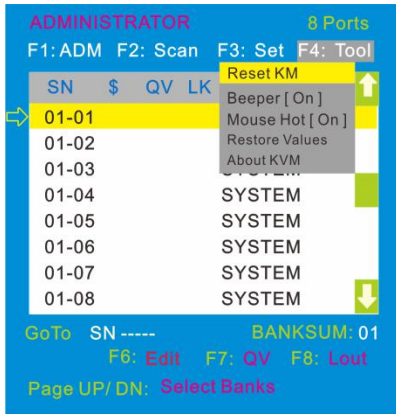 ADMINISTRATOR 8 Ports
F1: ADM F2: Scan F3: Set F4: Tool
Reset KM
Beeper [ On ]
Mouse Hot [ On ]
Restore Values
About KVM
SN $ QV LK
01-01
01-02
01-03
01-04 SYSTEM
01-05 SYSTEM
01-06 SYSTEM
01-07 SYSTEM
01-08 SYSTEM
GoTo SN ----- BANKSUM: 01
F6: Edit F7: QV F8: Lout
Page UP/ DN: Select Banks